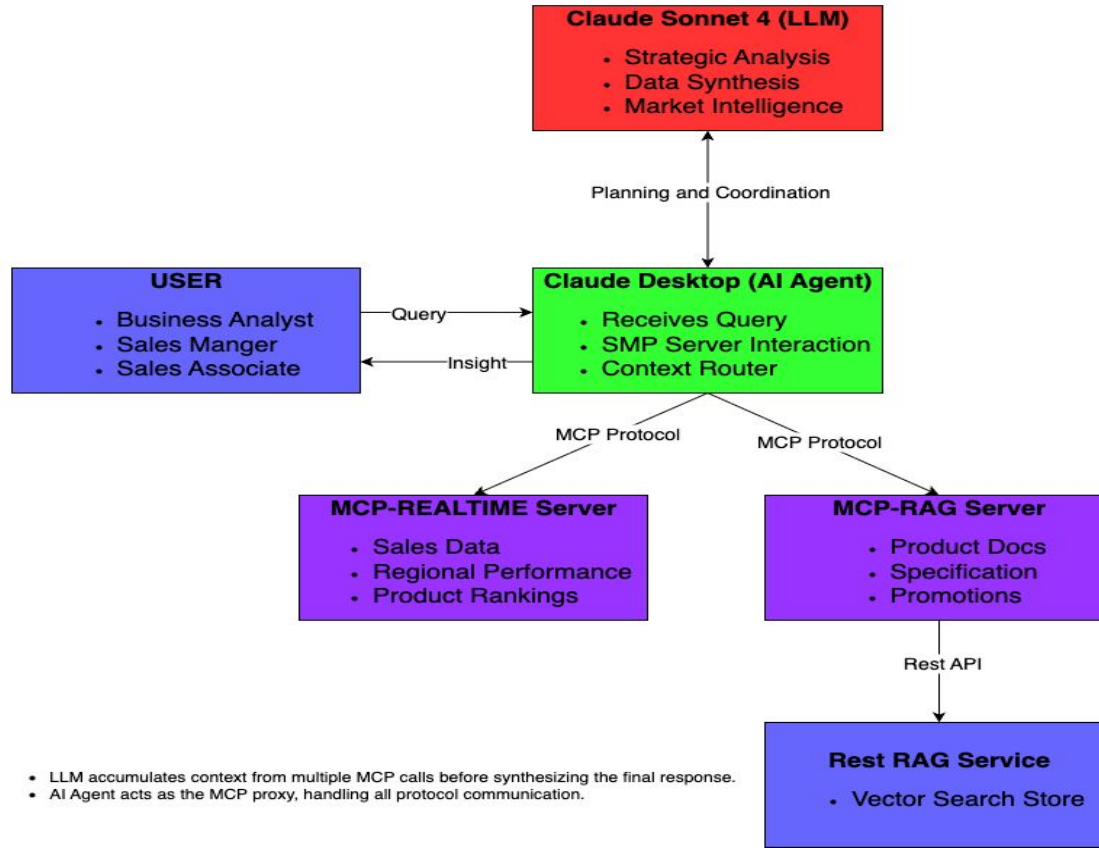 Claude Sonnet 4 (LLM)
• Strategic Analysis
• Data Synthesis
• Market Intelligence
Planning and Coordination
USER
• Business Analyst
• Sales Manger
• Sales Associate
Query
Insight
Claude Desktop (AI Agent)
• Receives Query
• SMP Server Interaction
• Context Router
MCP Protocol
MCP Protocol
MCP-REALTIME Server
• Sales Data
• Regional Performance
• Product Rankings
MCP-RAG Server
• Product Docs
• Specification
• Promotions
Rest API
Rest RAG Service
• Vector Search Store
• LLM accumulates context from multiple MCP calls before synthesizing the final response.
• AI Agent acts as the MCP proxy, handling all protocol communication.